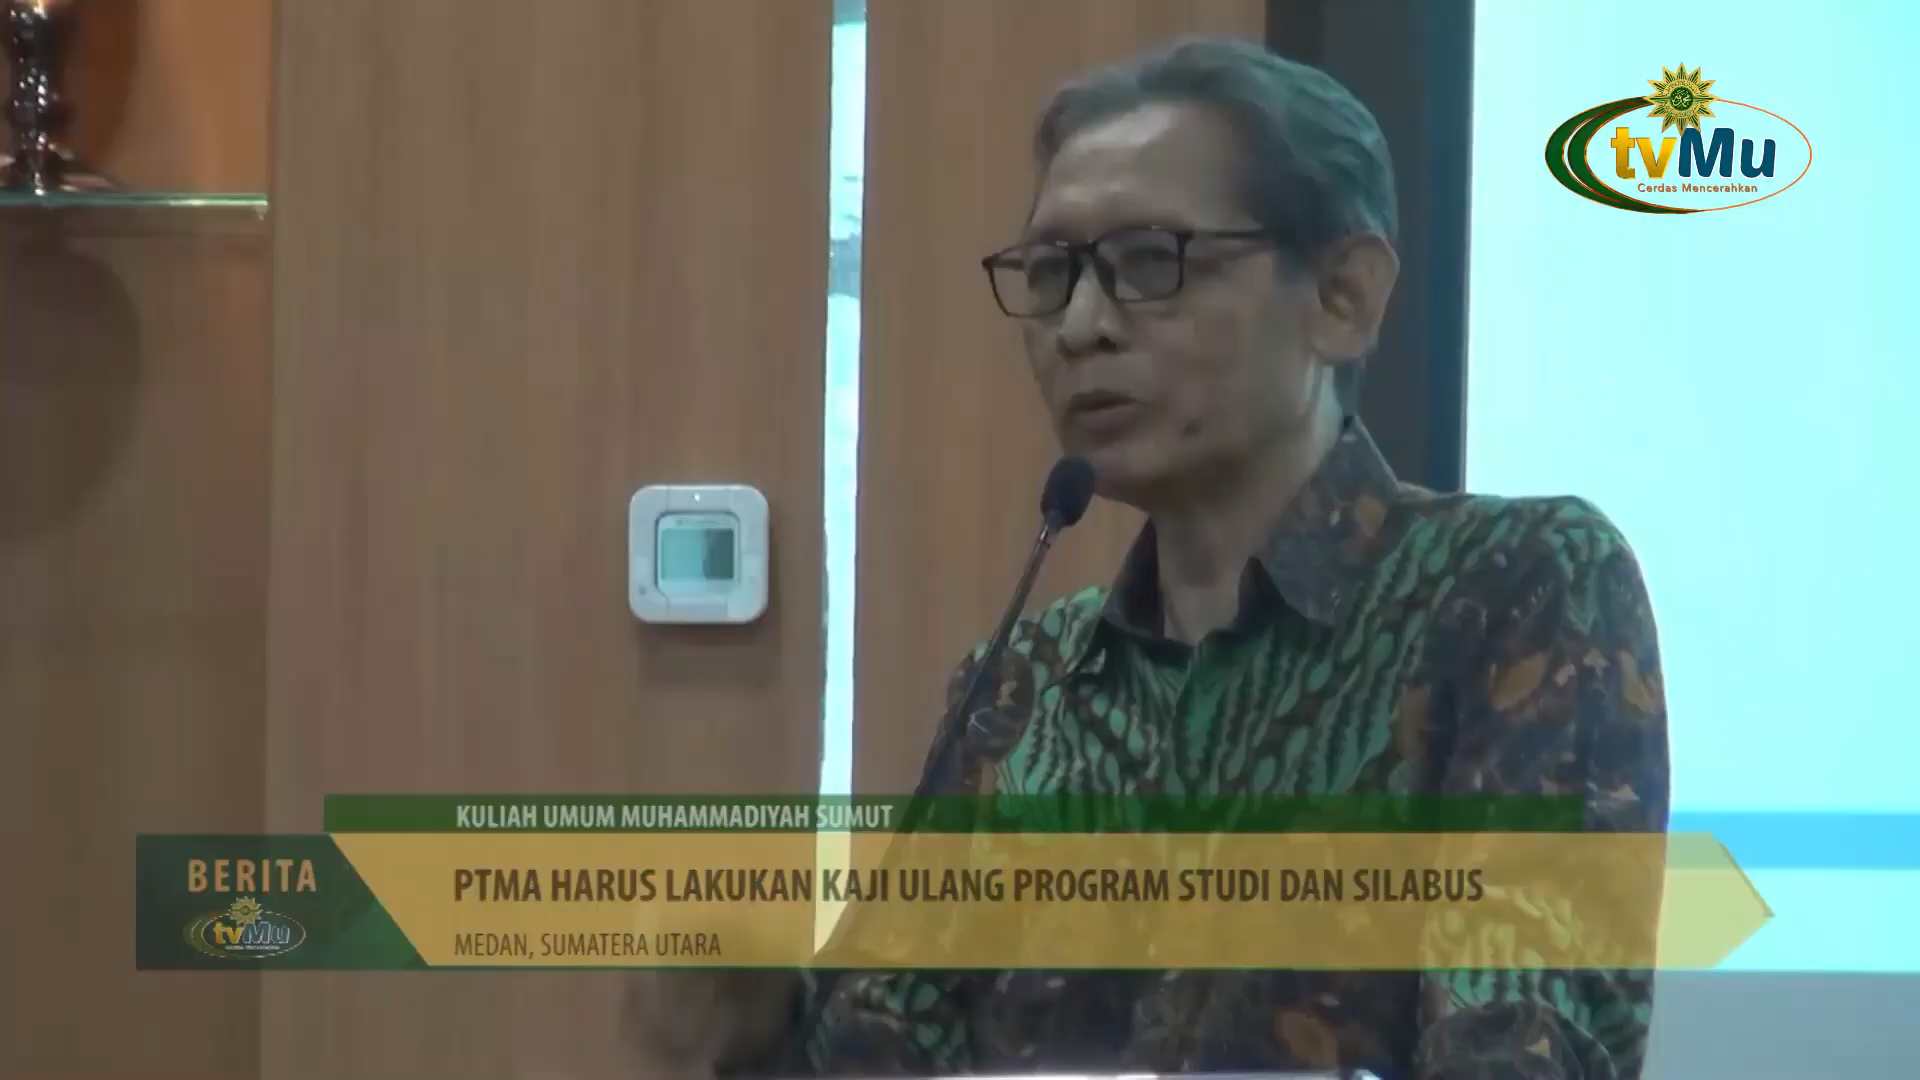 tvMu
Cerdas Mencerahkan
KULIAH UMUM MUHAMMADIYAH SUMUT
BERITA
tvMu
PTMA HARUS LAKUKAN KAJI ULANG PROGRAM STUDI DAN SILABUS
MEDAN, SUMATERA UTARA